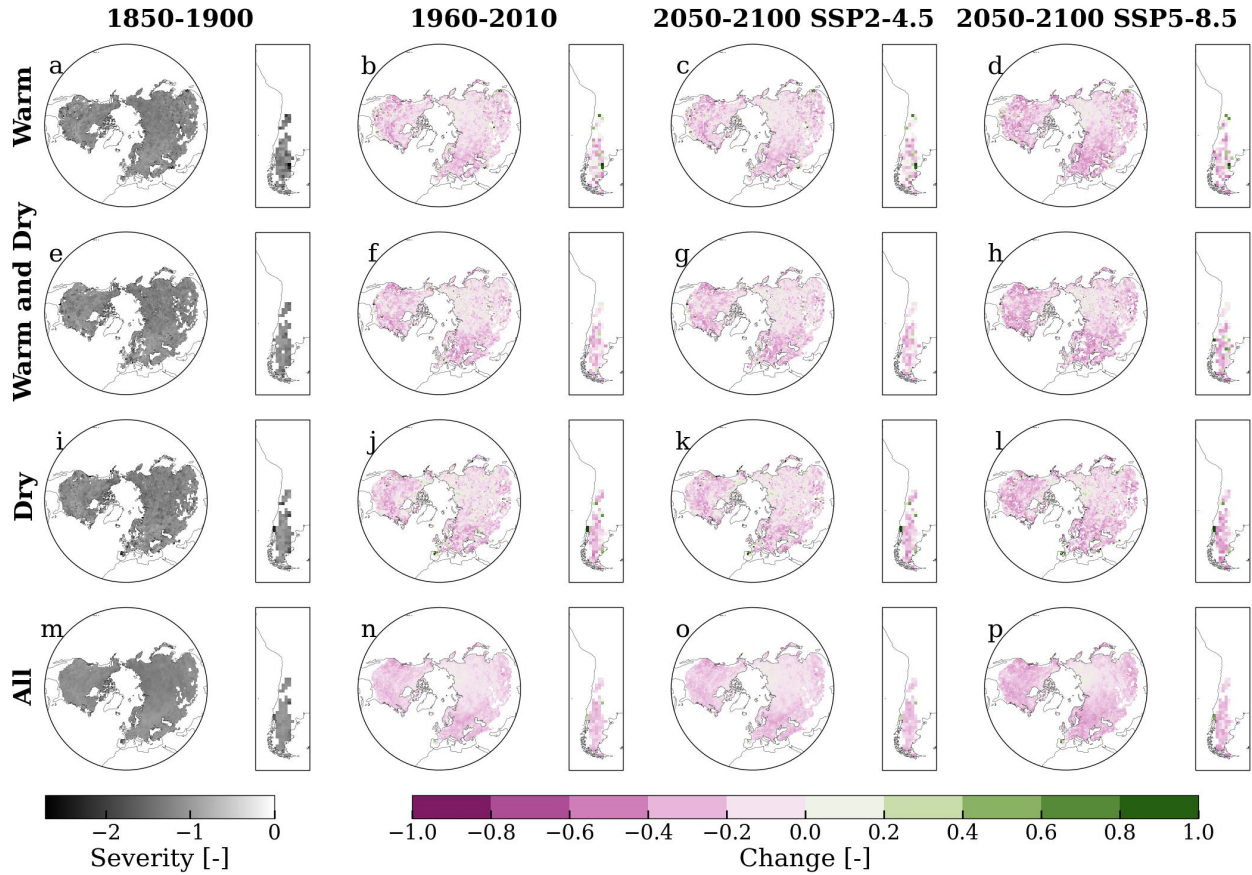 1850-1900 1960-2010 2050-2100 SSP2-4.5 2050-2100 SSP5-8.5
Warm
a b c d
Warm and Dry
e f g h
Dry
i j k l
All
m n o p
−2 −1 0
Severity [-]
−1.0 −0.8 −0.6 −0.4 −0.2 0.0 0.2 0.4 0.6 0.8 1.0
Change [-]